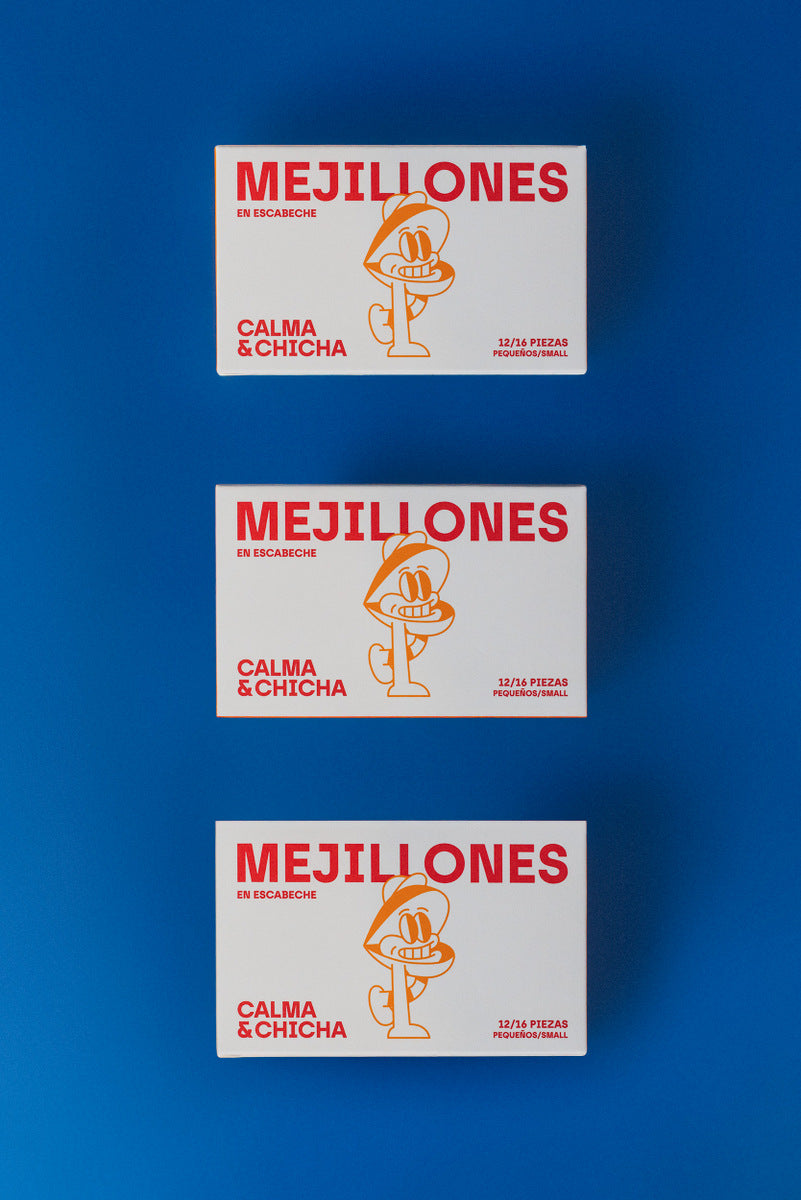 MEJILLONES
EN ESCABECHE
CALMA
&CHICHA
12/16 PIEZAS
PEQUEÑOS/SMALL
MEJILLONES
EN ESCABECHE
CALMA
&CHICHA
12/16 PIEZAS
PEQUEÑOS/SMALL
MEJILLONES
EN ESCABECHE
CALMA
&CHICHA
12/16 PIEZAS
PEQUEÑOS/SMALL